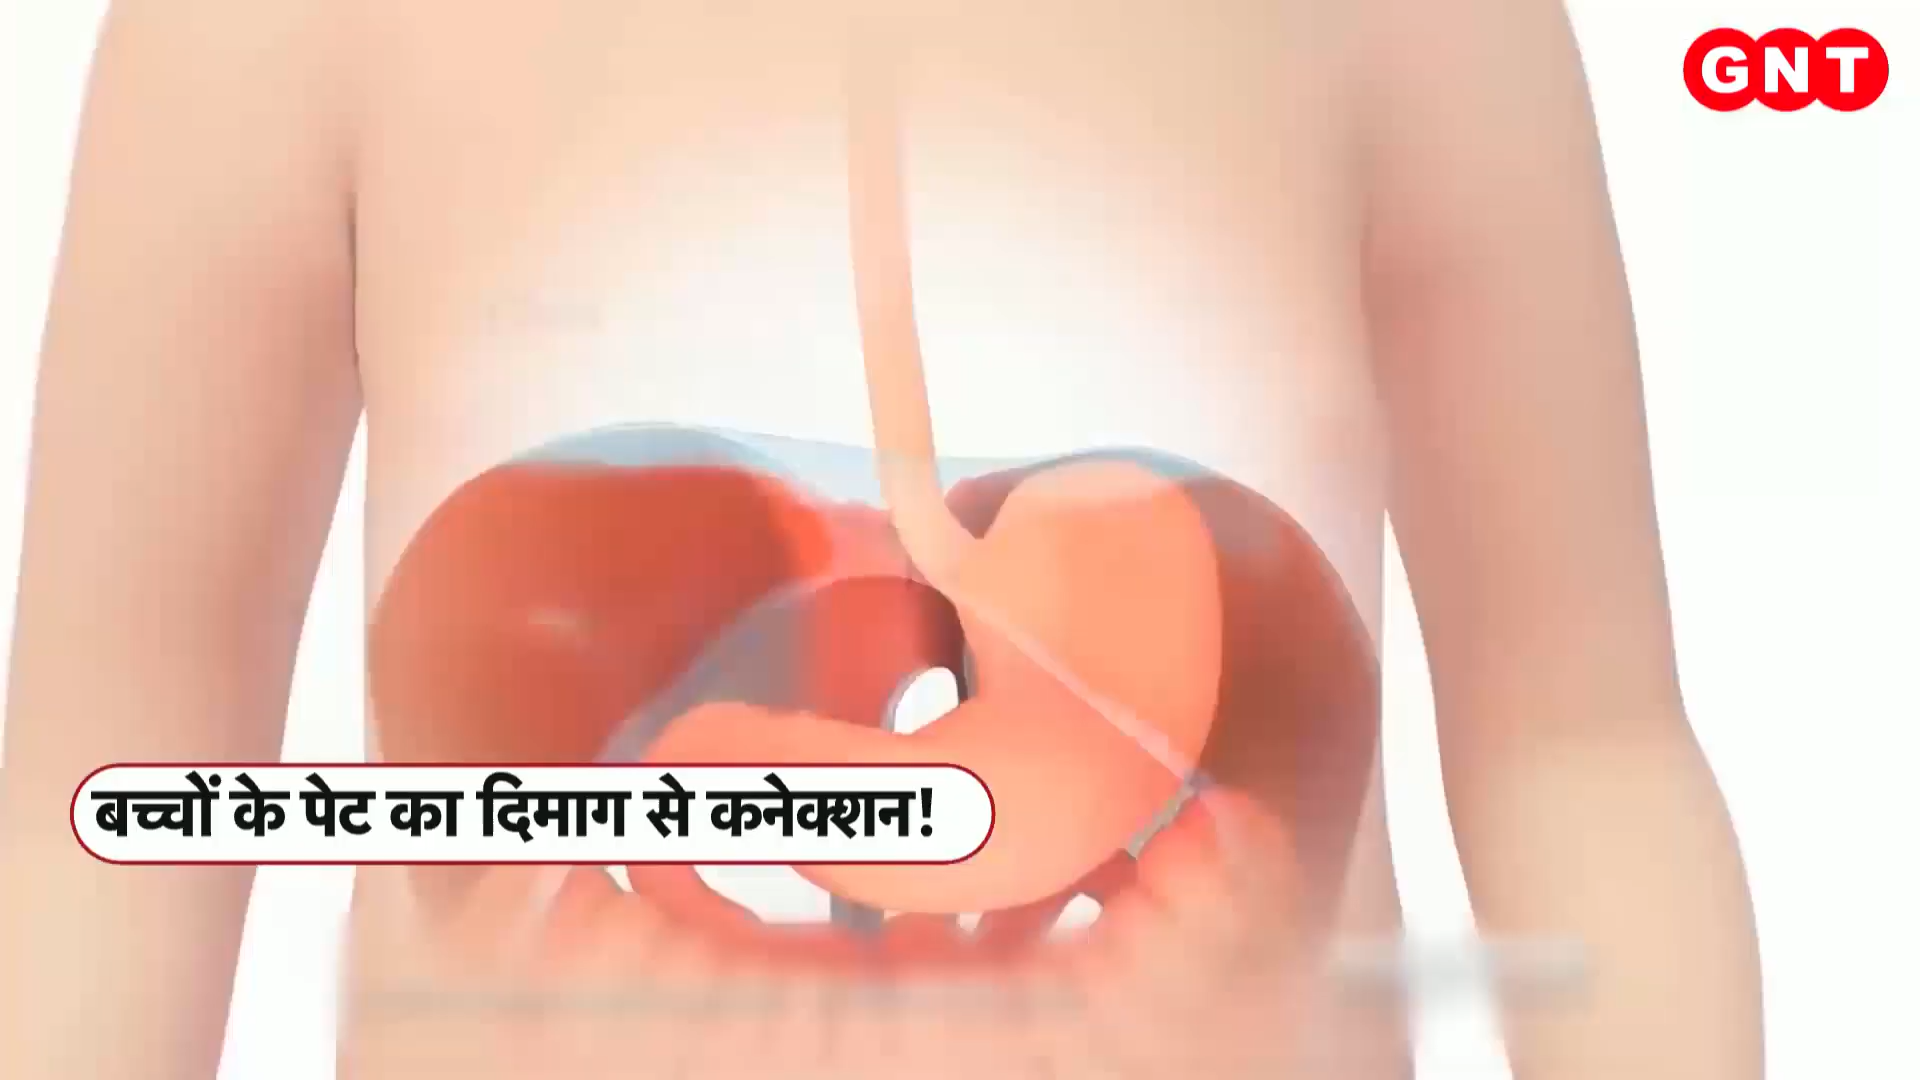 GNT
बच्चों के पेट का दिमाग से कनेक्शन!